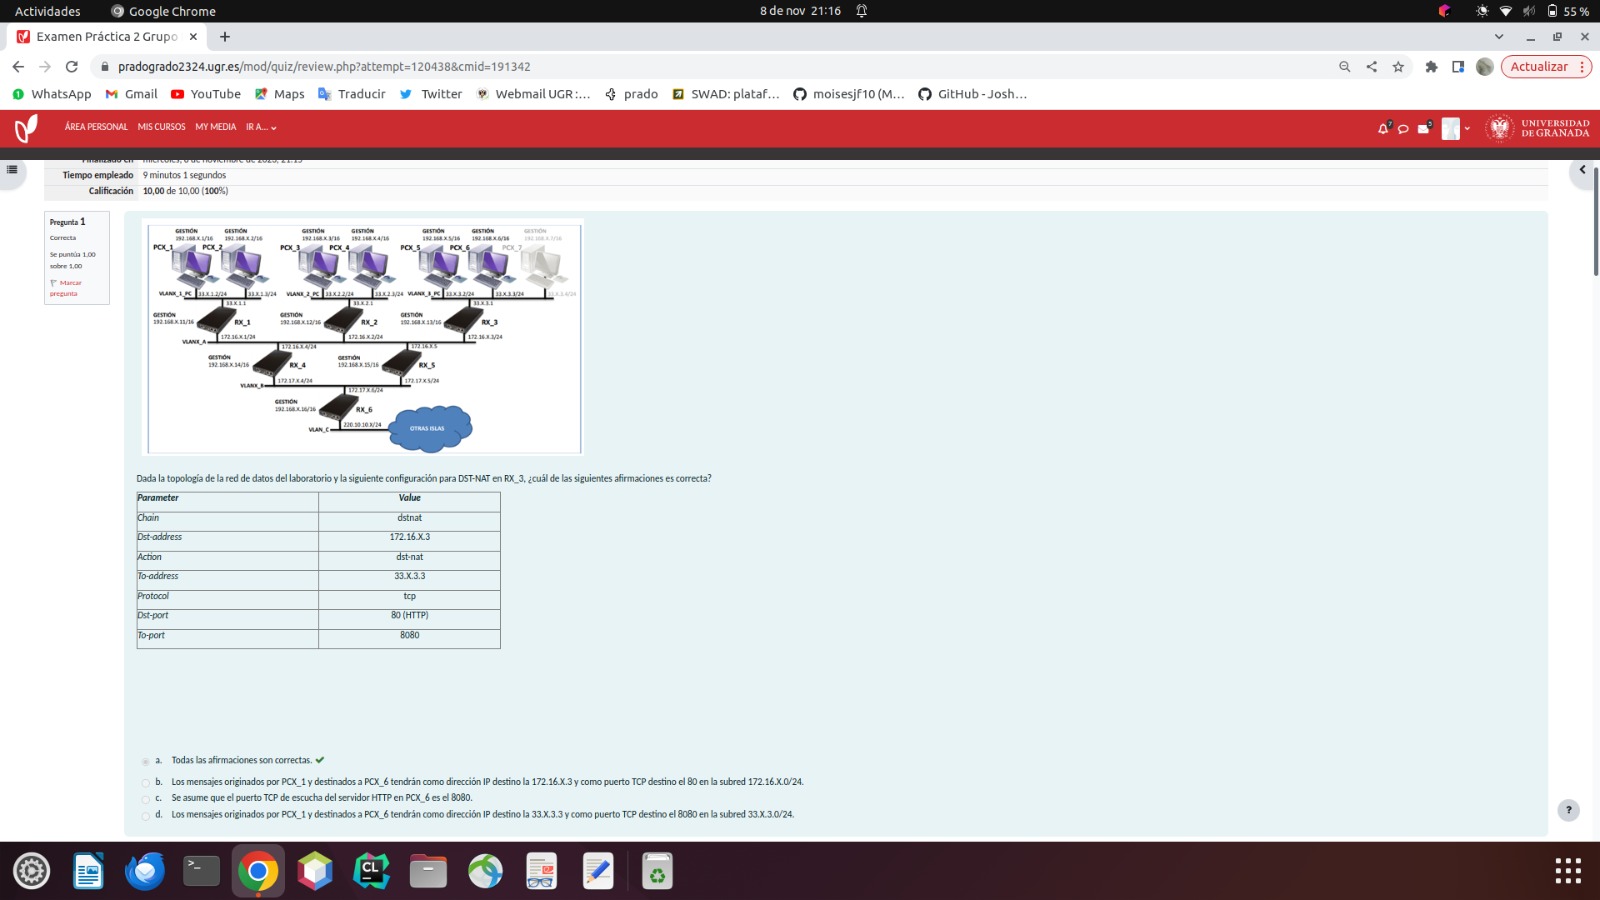 Actividades
Google Chrome
8 de nov 21:16
55 %
Examen Práctica 2 Grupo
pradogrado2324.ugr.es/mod/quiz/review.php?attempt=120438&cmid=191342
Actualizar
WhatsApp
Gmail
YouTube
Maps
Traducir
Twitter
Webmail UGR :...
prado
SWAD: plataf...
moisesjf10 (M...
GitHub - Josh...
ÁREA PERSONAL MIS CURSOS MY MEDIA IR A...
7
5
UNIVERSIDAD
DE GRANADA
Finalizado en miércoles, 8 de noviembre de 2023, 21:15
Tiempo empleado 9 minutos 1 segundos
Calificación 10,00 de 10,00 (100%)
Pregunta 1
Correcta
Se puntúa 1,00
sobre 1,00
Marcar
pregunta
GESTIÓN GESTIÓN GESTIÓN GESTIÓN GESTIÓN GESTIÓN GESTIÓN
192.168.X.1/16 192.168.X.2/16 192.168.X.3/16 192.168.X.4/16 192.168.X.5/16 192.168.X.6/16 192.168.X.7/16
PCX_1 PCX_2 PCX_3 PCX_4 PCX_5 PCX_6 PCX_7
VLANX_1_PC 33.X.1.2/24 33.X.1.3/24 VLANX_2_PC 33.X.2.2/24 33.X.2.3/24 VLANX_3_PC 33.X.3.2/24 33.X.3.3/24 33.X.3.4/24
33.X.1.1 33.X.2.1 33.X.3.1
GESTIÓN GESTIÓN GESTIÓN
192.168.X.11/16 RX_1 192.168.X.12/16 RX_2 192.168.X.13/16 RX_3
172.16.X.1/24 172.16.X.2/24 172.16.X.3/24
VLANX_A
172.16.X.4/24 172.16.X.5
GESTIÓN GESTIÓN
192.168.X.14/16 RX_4 192.168.X.15/16 RX_5
172.17.X.4/24 172.17.X.5/24
VLANX_B
172.17.X.6/24
GESTIÓN
192.168.X.16/16 RX_6
220.10.10.X/24
VLAN_C
OTRAS ISLAS
Dada la topología de la red de datos del laboratorio y la siguiente configuración para DST-NAT en RX_3, ¿cuál de las siguientes afirmaciones es correcta?
Parameter Value
Chain dstnat
Dst-address 172.16.X.3
Action dst-nat
To-address 33.X.3.3
Protocol tcp
Dst-port 80 (HTTP)
To-port 8080
a. Todas las afirmaciones son correctas.
b. Los mensajes originados por PCX_1 y destinados a PCX_6 tendrán como dirección IP destino la 172.16.X.3 y como puerto TCP destino el 80 en la subred 172.16.X.0/24.
c. Se asume que el puerto TCP de escucha del servidor HTTP en PCX_6 es el 8080.
d. Los mensajes originados por PCX_1 y destinados a PCX_6 tendrán como dirección IP destino la 33.X.3.3 y como puerto TCP destino el 8080 en la subred 33.X.3.0/24.
?
>_
CL